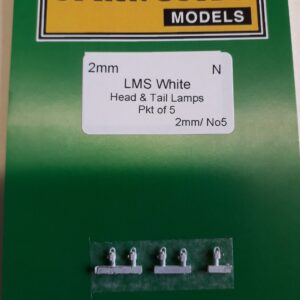 MODELS
2mm N
LMS White
Head & Tail Lamps
Pkt of 5
2mm/ No5